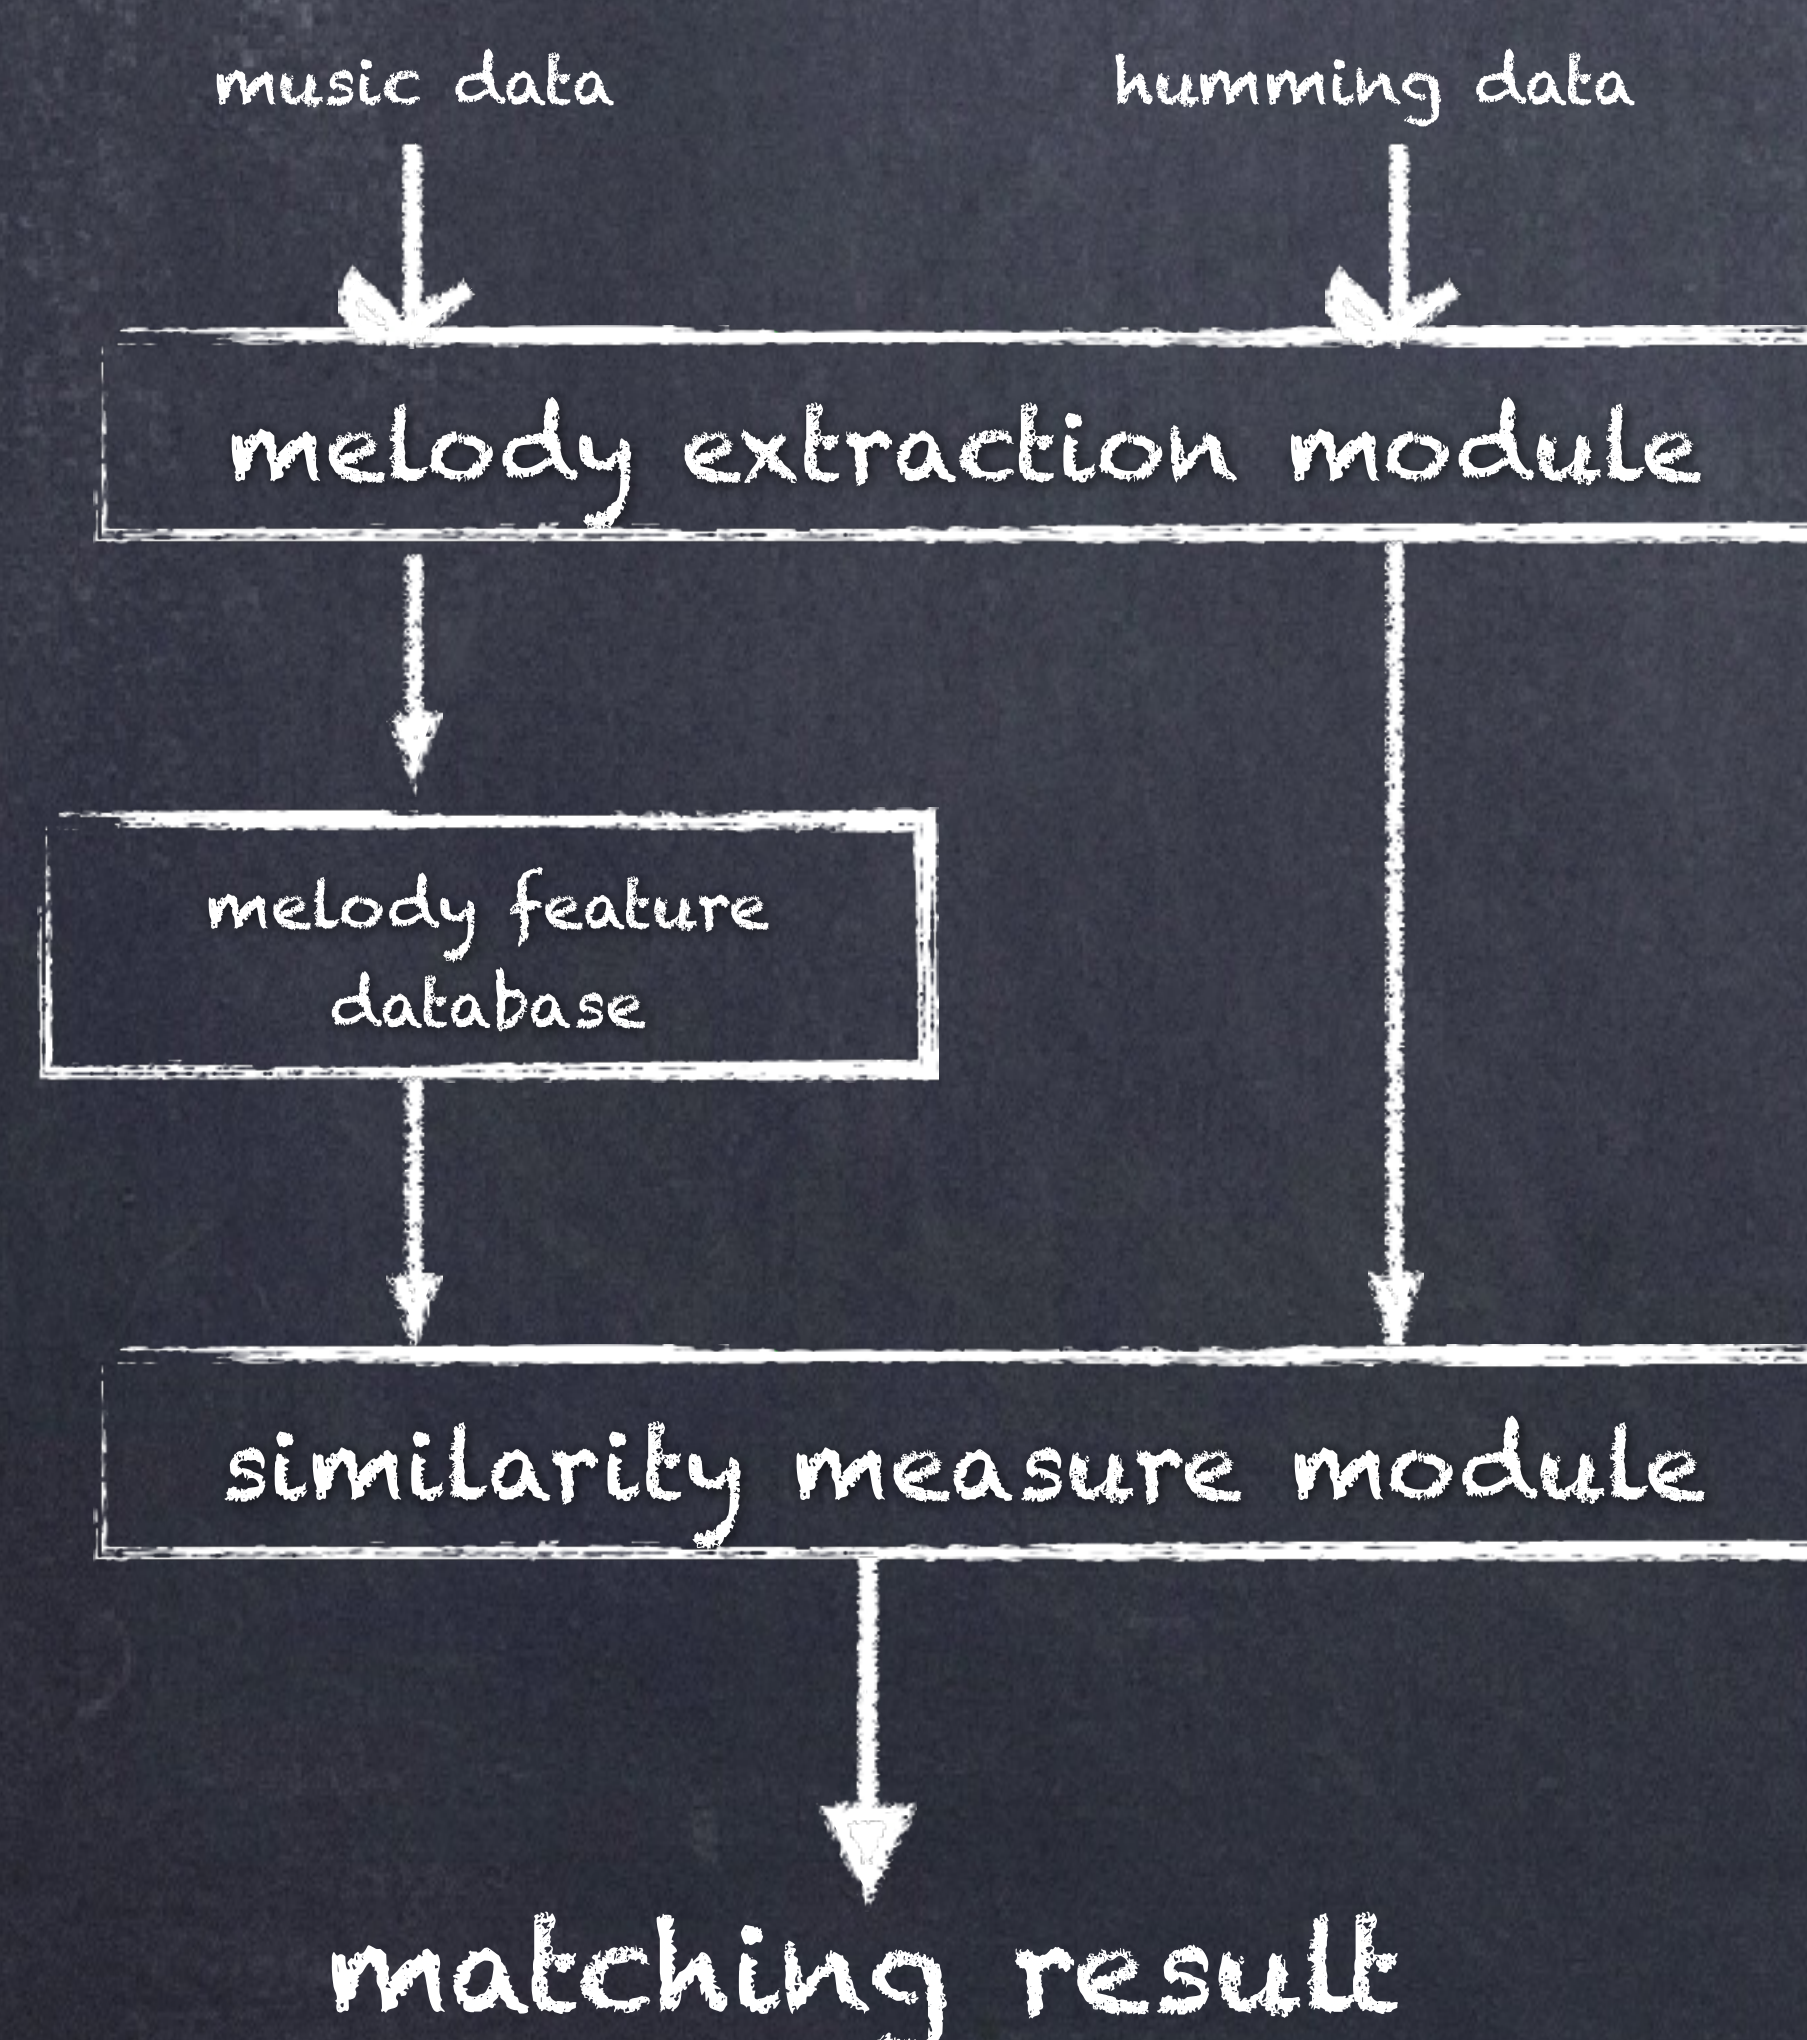 music data
humming data
melody extraction module
melody feature
database
similarity measure module
matching result